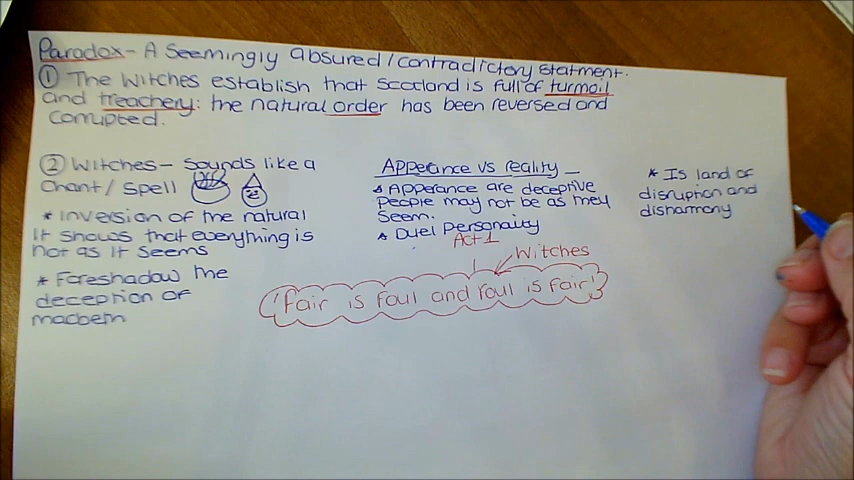 Paradox - A Seemingly absured / contradictory statment.
① The witches establish that Scotland is full of turmoil
and treachery: the natural order has been reversed and
corrupted.
② Witches - Sounds like a
Chant / Spell
* Inversion of the natural
It shows that everything is
not as it seems
* Foreshadow the
deception of
macbeth
Apperance vs reality -
* Apperance are deceptive
People may not be as they
Seem.
* Duel Personality
Act 1
Witches
'Fair is foul and foul is fair'
* Is land of
disruption and
disharmony